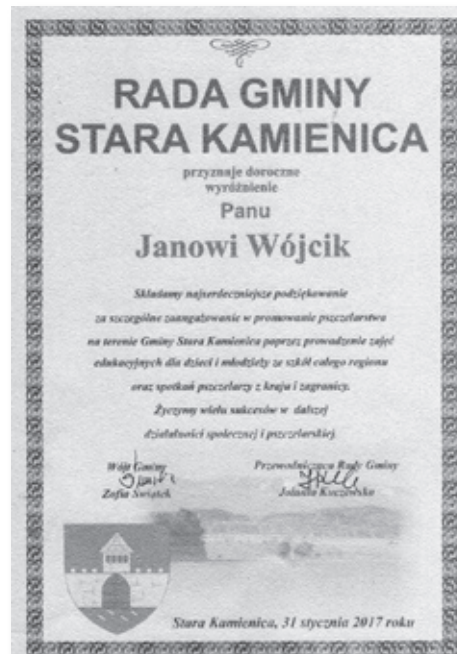 RADA GMINY
STARA KAMIENICA
przyznaje doroczne
wyróżnienie
Panu
Janowi Wójcik
Składamy najserdeczniejsze podziękowanie
za szczególne zaangażowanie w promowanie pszczelarstwa
na terenie Gminy Stara Kamienica poprzez prowadzenie zajęć
edukacyjnych dla dzieci i młodzieży ze szkół całego regionu
oraz spotkań pszczelarzy z kraju i zagranicy.
Życzymy wielu sukcesów w dalszej
działalności społecznej i pszczelarskiej
Wójt Gminy Przewodnicząca Rady Gminy
Zofia Świątek Jolanta Kuczewska
Stara Kamienica, 31 stycznia 2017 roku